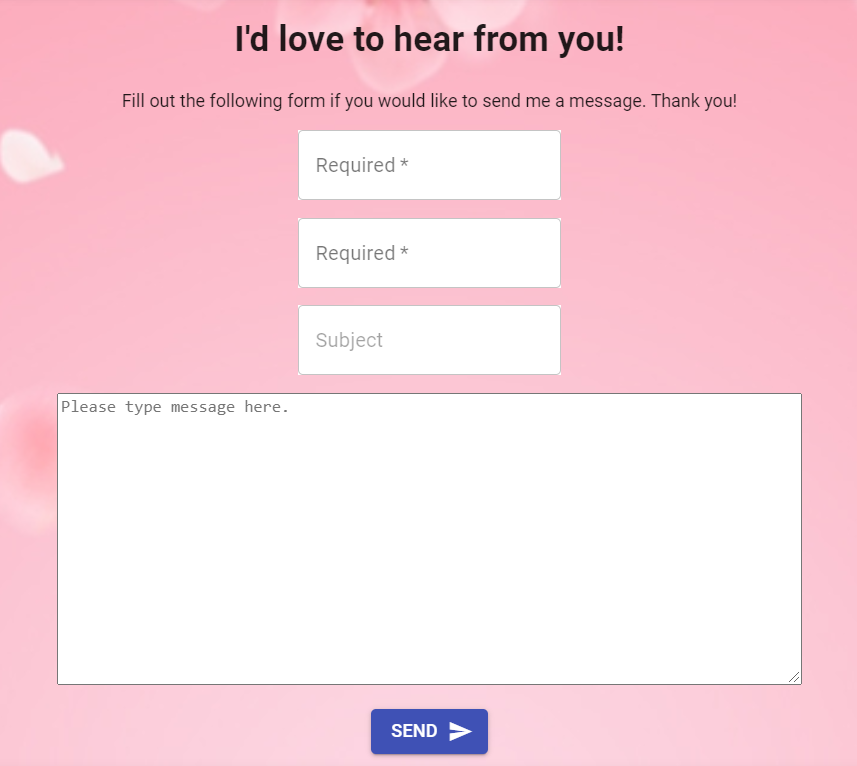 I'd love to hear from you!
Fill out the following form if you would like to send me a message. Thank you!
Required *
Required *
Subject
Please type message here.
SEND